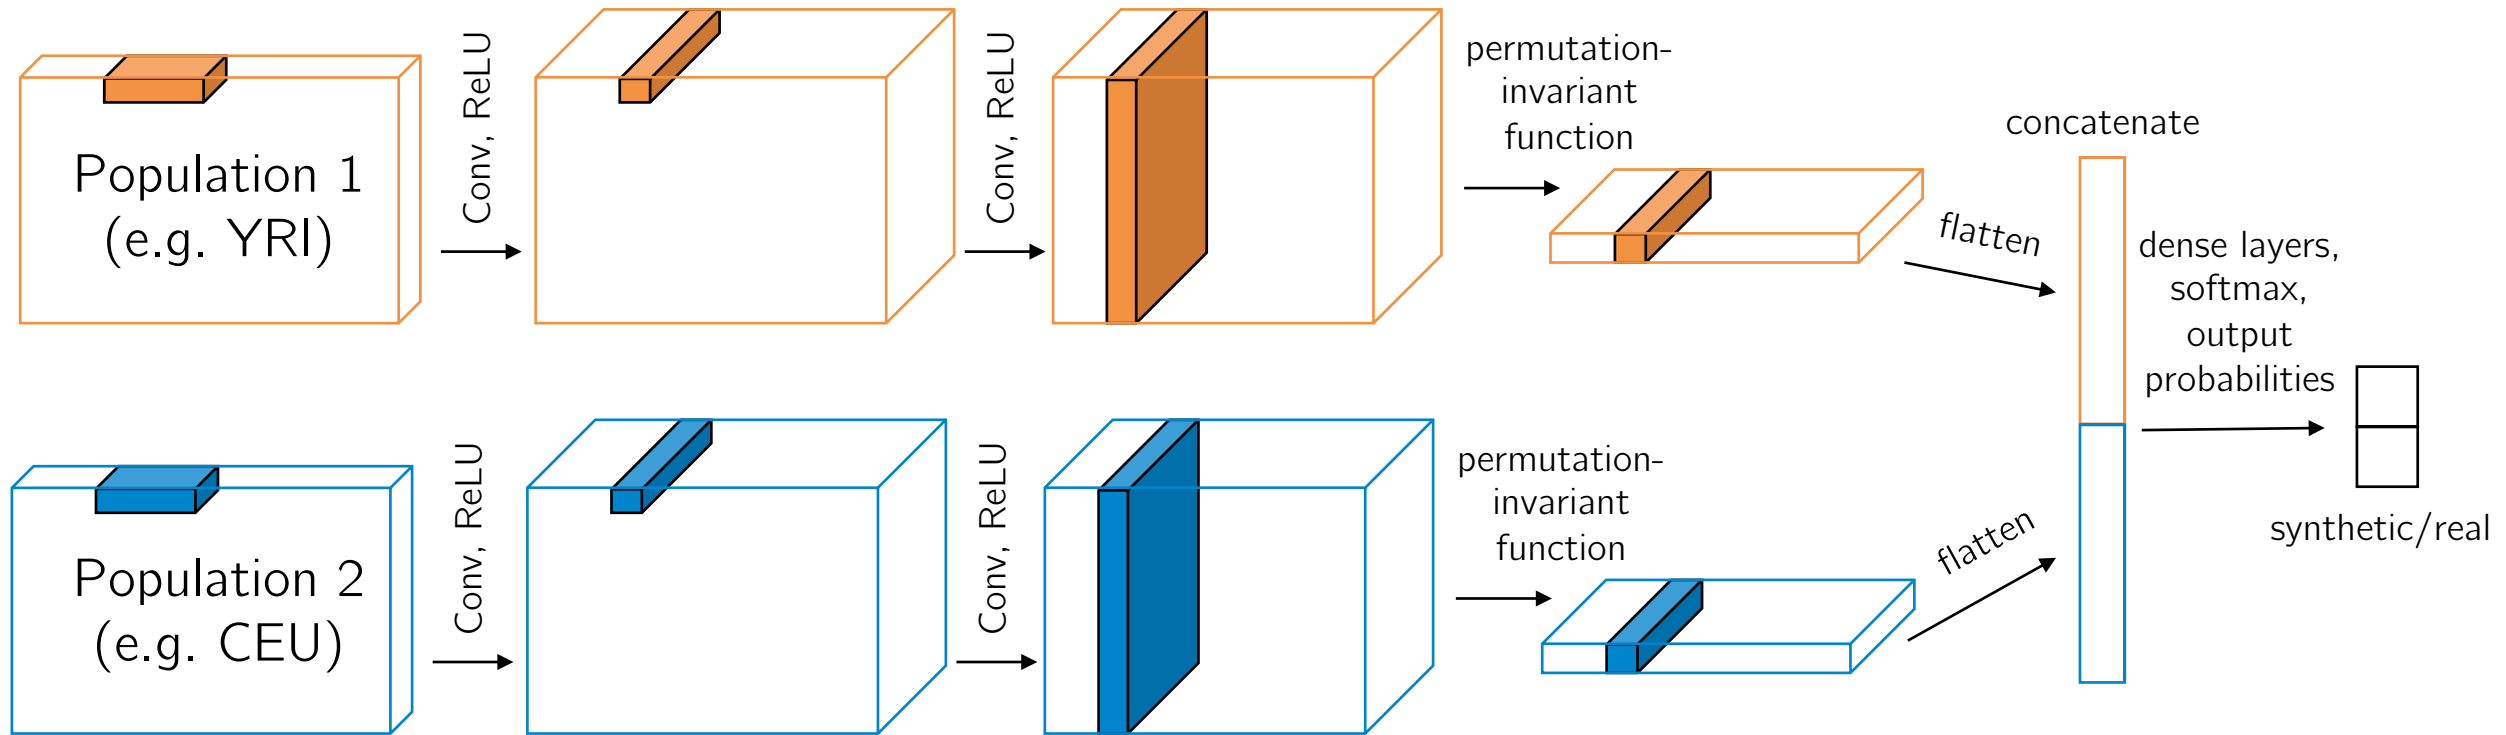 Population 1
(e.g. YRI)
Conv, ReLU
Conv, ReLU
permutation-
invariant
function
flatten
concatenate
dense layers,
softmax,
output
probabilities
synthetic/real
Population 2
(e.g. CEU)
Conv, ReLU
Conv, ReLU
permutation-
invariant
function
flatten